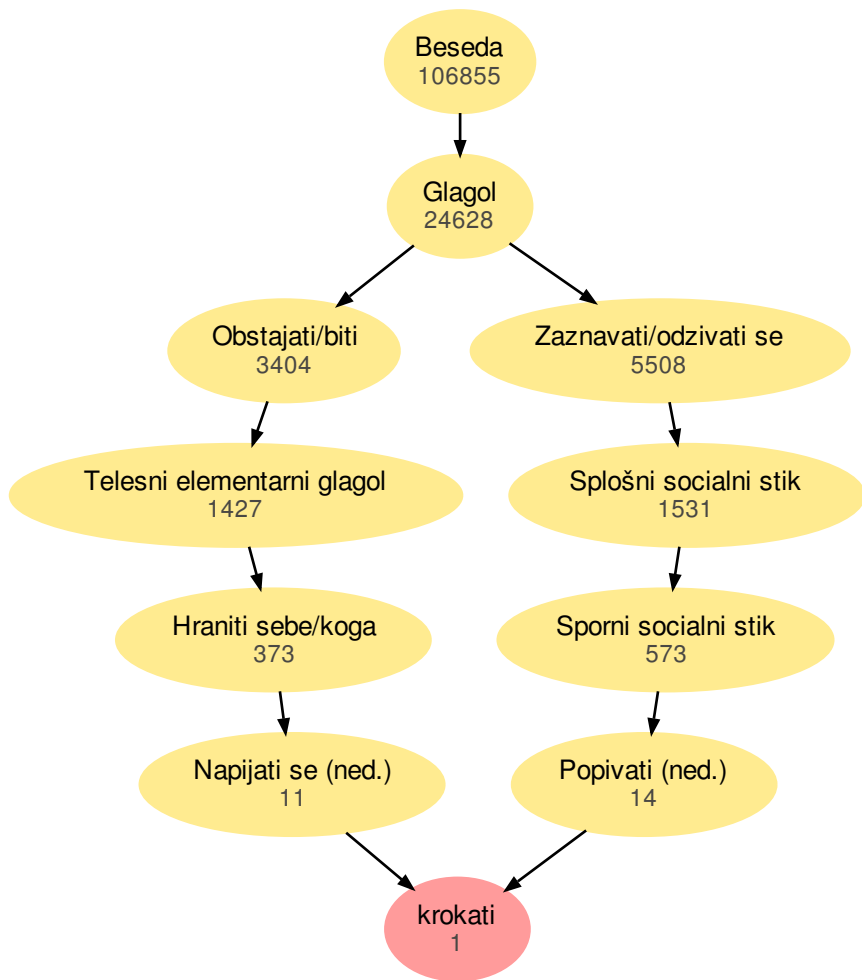 Beseda
106855
Glagol
24628
Obstajati/biti
3404
Zaznavati/odzivati se
5508
Telesni elementarni glagol
1427
Splošni socialni stik
1531
Hraniti sebe/koga
373
Sporni socialni stik
573
Napijati se (ned.)
11
Popivati (ned.)
14
krokati
1